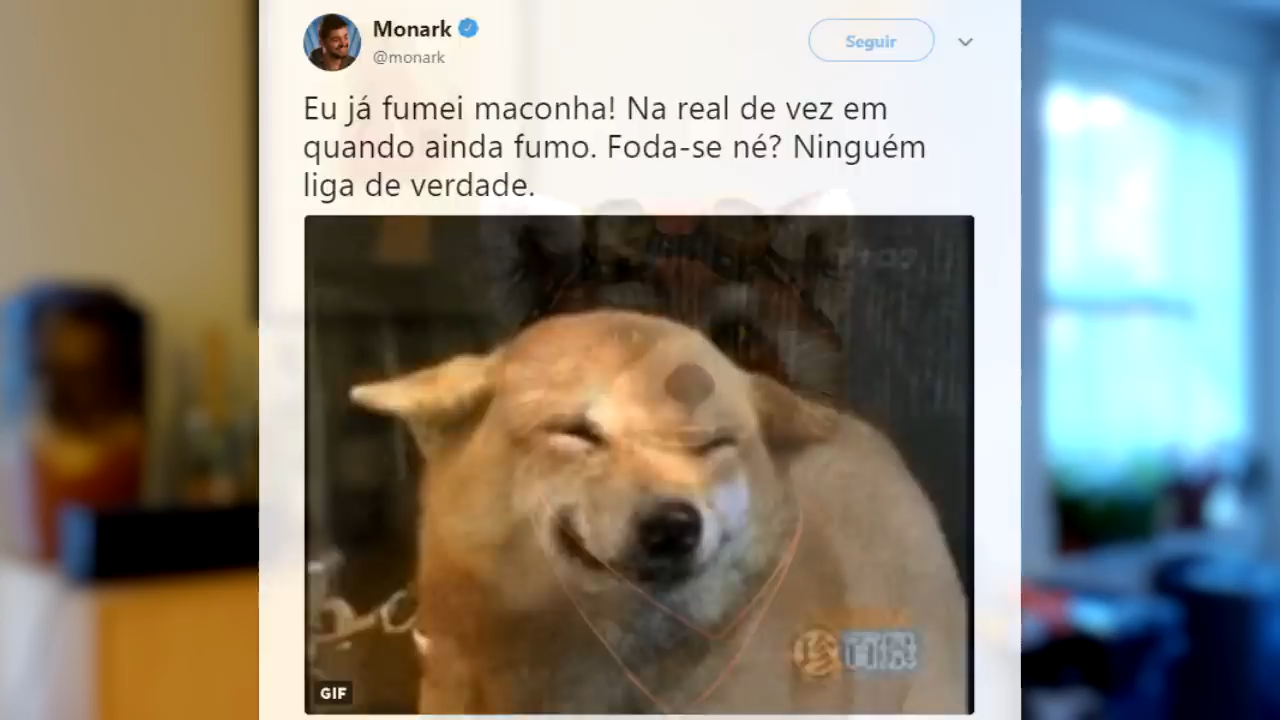 Monark
@monark
Seguir
Eu já fumei maconha! Na real de vez em
quando ainda fumo. Foda-se né? Ninguém
liga de verdade.
GIF